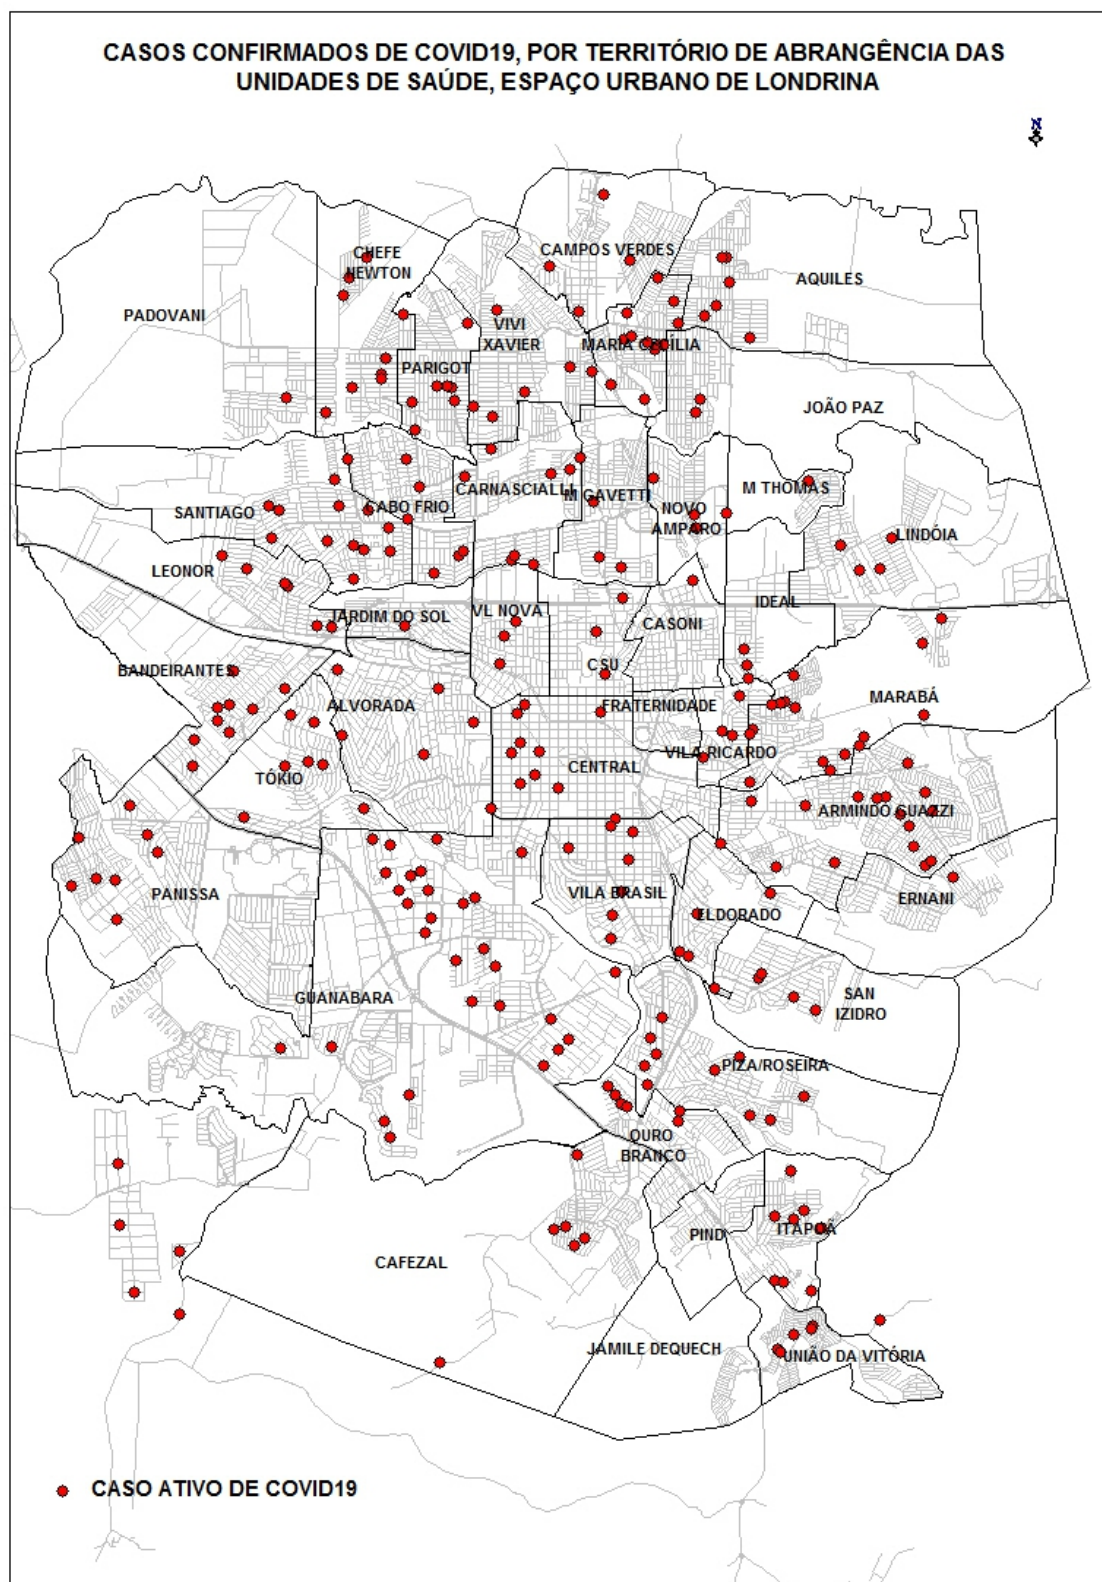 CASOS CONFIRMADOS DE COVID19, POR TERRITÓRIO DE ABRANGÊNCIA DAS
UNIDADES DE SAÚDE, ESPAÇO URBANO DE LONDRINA
N
CAMPOS VERDES
CHEFE
NEWTON
AQUILES
PADOVANI
VIVI
XAVIER
MARIA CECÍLIA
PARIGOT
JOÃO PAZ
CARNASCIALLI
M THOMAS
M GAVETTI
CABO FRIO
SANTIAGO
NOVO
AMPARO
LINDÓIA
LEONOR
IDEAL
JARDIM DO SOL
VL NOVA
CASONI
CSU
BANDEIRANTES
MARABÁ
ALVORADA
FRATERNIDADE
VILA RICARDO
CENTRAL
TÓKIO
ARMINDO GUAZZI
PANISSA
VILA BRASIL
ERNANI
ELDORADO
GUANABARA
SAN
IZIDRO
PIZA/ROSEIRA
OURO
BRANCO
PIND
ITAPOÃ
CAFEZAL
JAMILE DEQUECH
UNIÃO DA VITÓRIA
CASO ATIVO DE COVID19